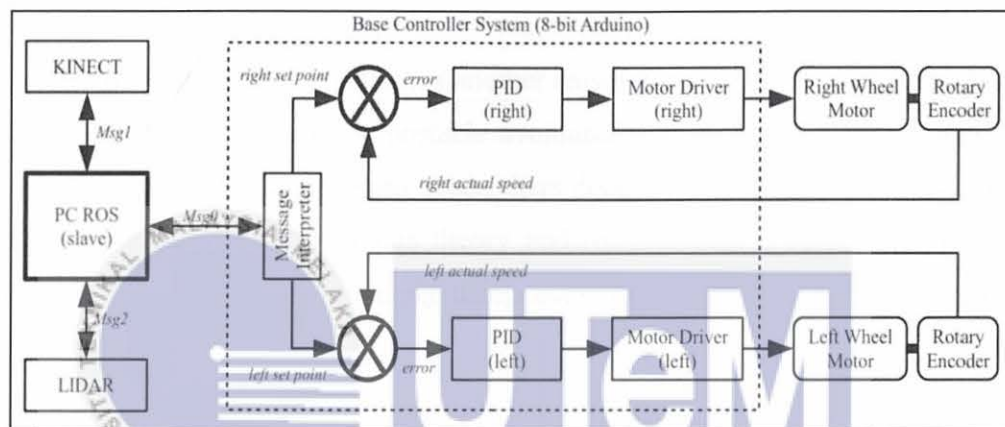 Base Controller System (8-bit Arduino)
KINECT
Msg1
PC ROS
(slave)
Msg0
Msg2
LIDAR
Message
Interpreter
right set point
error
PID
(right)
Motor Driver
(right)
Right Wheel
Motor
Rotary
Encoder
right actual speed
left actual speed
left set point
error
PID
(left)
Motor Driver
(left)
Left Wheel
Motor
Rotary
Encoder
UTeM